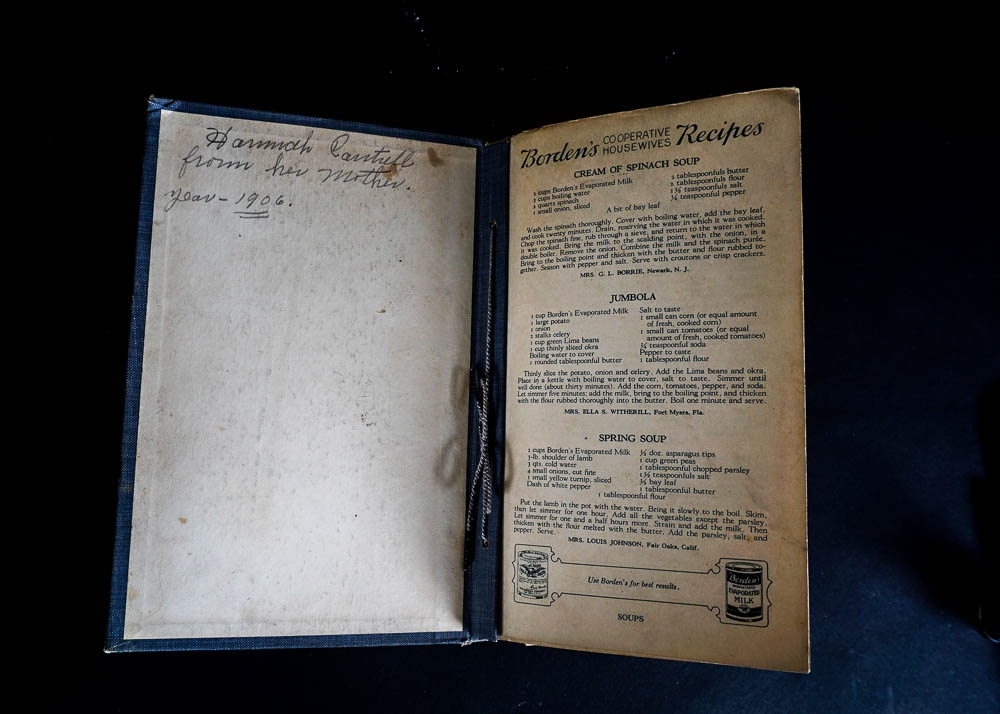 Hannah Cantrell
from her Mother.
Year - 1906.
Borden's COOPERATIVE HOUSEWIVES Recipes
CREAM OF SPINACH SOUP
2 cups Borden's Evaporated Milk
3 cups boiling water
2 quarts spinach
1 small onion, sliced
2 tablespoonfuls butter
2 tablespoonfuls flour
1½ teaspoonfuls salt
¼ teaspoonful pepper
A bit of bay leaf
Wash the spinach thoroughly. Cover with boiling water, add the bay leaf,
and cook twenty minutes. Drain, reserving the water in which it was cooked.
Chop the spinach fine, rub through a sieve, and return to the water in which
it was cooked. Bring the milk to the scalding point, with the onion, in a
double boiler. Remove the onion. Combine the milk and the spinach purée.
Bring to the boiling point and thicken with the butter and flour rubbed to-
gether. Season with pepper and salt. Serve with croutons or crisp crackers.
MRS. G. L. BORRIE, Newark, N. J.
JUMBOLA
1 cup Borden's Evaporated Milk
1 large potato
1 onion
2 stalks celery
1 cup green Lima beans
1 cup thinly sliced okra
Boiling water to cover
1 rounded tablespoonful butter
Salt to taste
1 small can corn (or equal amount
of fresh, cooked corn)
1 small can tomatoes (or equal
amount of fresh, cooked tomatoes)
¼ teaspoonful soda
Pepper to taste
1 tablespoonful flour
Thinly slice the potato, onion and celery. Add the Lima beans and okra.
Place in a kettle with boiling water to cover, salt to taste. Simmer until
well done (about thirty minutes). Add the corn, tomatoes, pepper, and soda.
Let simmer five minutes; add the milk, bring to the boiling point, and thicken
with the flour rubbed thoroughly into the butter. Boil one minute and serve.
MRS. ELLA S. WITHERILL, Fort Myers, Fla.
SPRING SOUP
2 cups Borden's Evaporated Milk
3-lb. shoulder of lamb
3 qts. cold water
4 small onions, cut fine
1 small yellow turnip, sliced
Dash of white pepper
½ doz. asparagus tips
1 cup green peas
1 tablespoonful chopped parsley
1½ teaspoonfuls salt
½ bay leaf
1 tablespoonful butter
1 tablespoonful flour
Put the lamb in the pot with the water. Bring it slowly to the boil. Skim,
then let simmer for one hour. Add all the vegetables except the parsley.
Let simmer for one and a half hours more. Strain and add the milk. Then
thicken with the flour melted with the butter. Add the parsley, salt, and
pepper. Serve.
MRS. LOUIS JOHNSON, Fair Oaks, Calif.
Use Borden's for best results.
Borden's
EVAPORATED
MILK
SOUPS